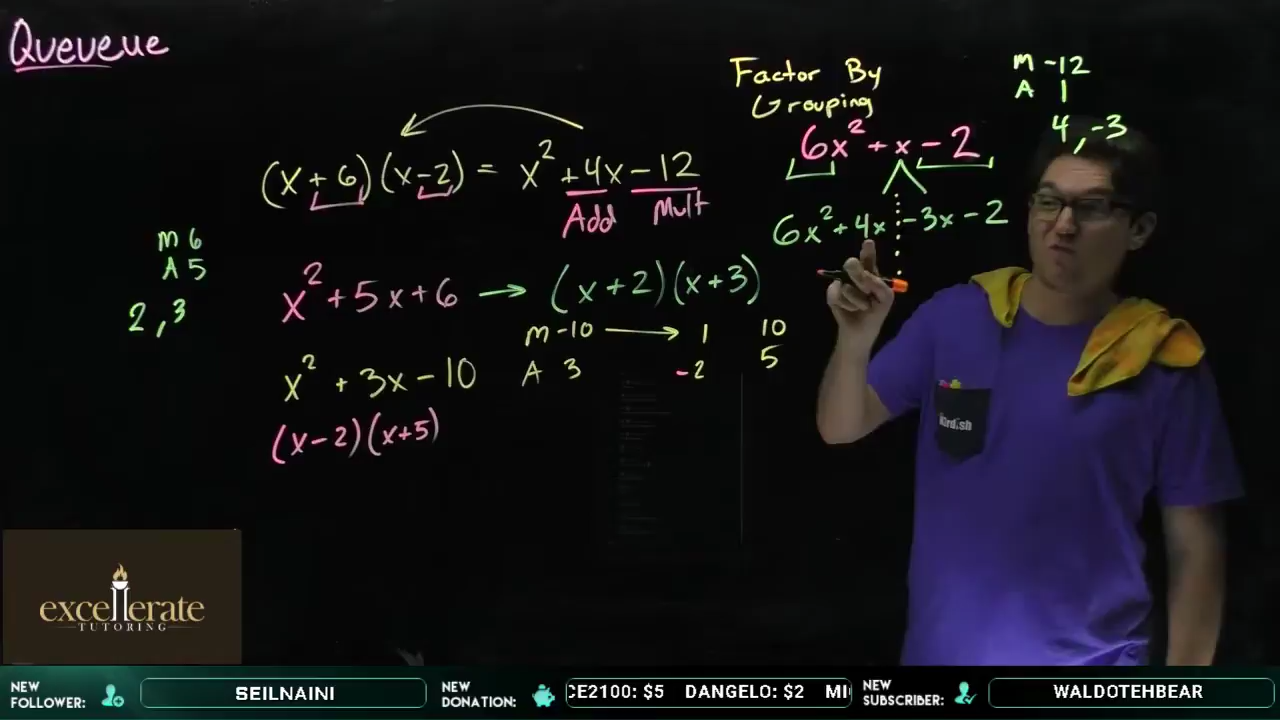 Queueue
Factor By
Grouping
M -12
A 1
4, -3
6x² + x - 2
(x + 6)(x - 2) = x² + 4x - 12
Add Mult
6x² + 4x - 3x - 2
M 6
A 5
2, 3
x² + 5x + 6 → (x + 2)(x + 3)
M -10 → 1 10
A 3 -2 5
x² + 3x - 10
(x - 2)(x + 5)
excellerate
TUTORING
NEW FOLLOWER: SEILNAINI
NEW DONATION: CE2100: $5 DANGELO: $2
NEW SUBSCRIBER: WALDOTEHBEAR